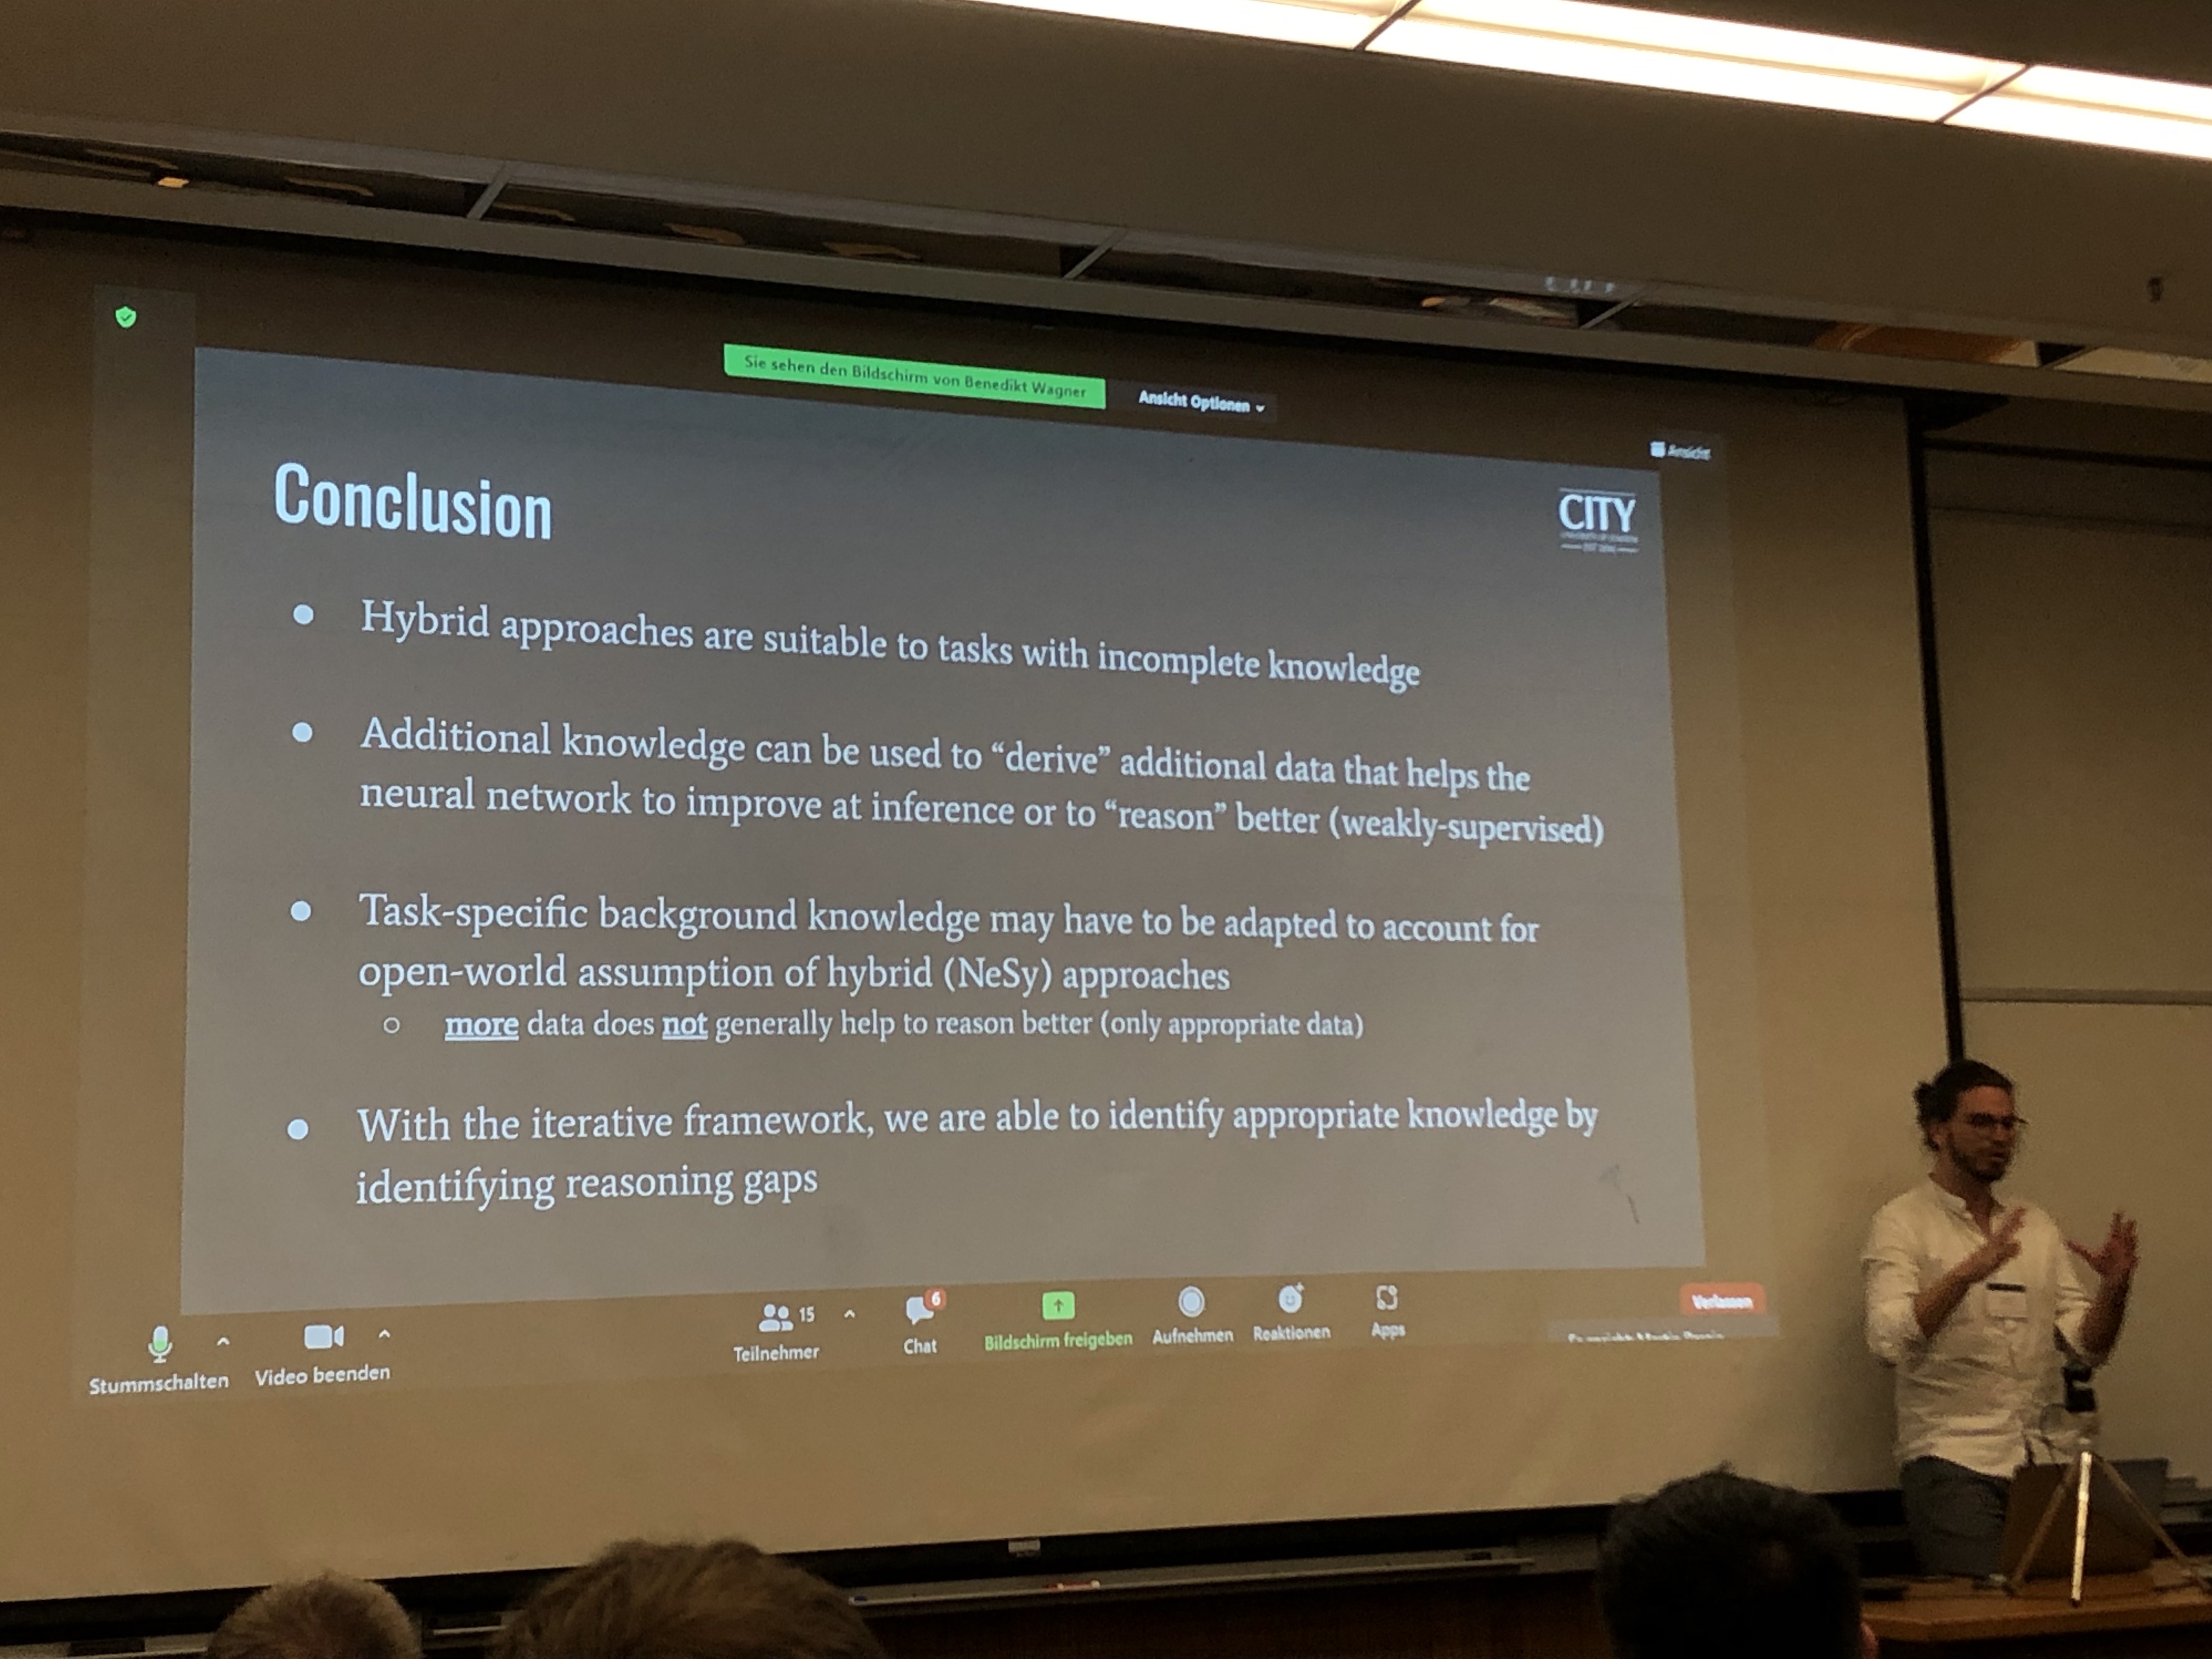 Sie sehen den Bildschirm von Benedikt Wagner
Ansicht Optionen
Ansicht
Conclusion
CITY
● Hybrid approaches are suitable to tasks with incomplete knowledge
● Additional knowledge can be used to “derive” additional data that helps the
neural network to improve at inference or to “reason” better (weakly-supervised)
● Task-specific background knowledge may have to be adapted to account for
open-world assumption of hybrid (NeSy) approaches
○ more data does not generally help to reason better (only appropriate data)
● With the iterative framework, we are able to identify appropriate knowledge by
identifying reasoning gaps
Stummschalten
Video beenden
15
Teilnehmer
6
Chat
Bildschirm freigeben
Aufnehmen
Reaktionen
Apps
Verlassen